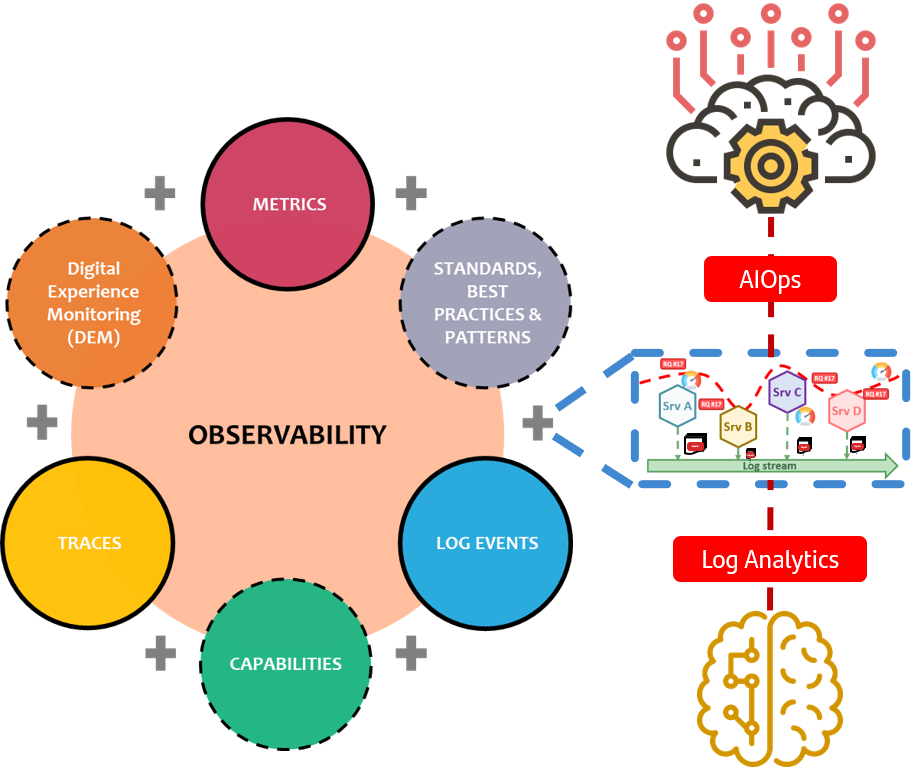 METRICS
Digital
Experience
Monitoring
(DEM)
STANDARDS,
BEST
PRACTICES &
PATTERNS
OBSERVABILITY
TRACES
LOG EVENTS
CAPABILITIES
AIOps
RQ #17
RQ #17
RQ #17
RQ #17
Srv A
Srv B
Srv C
Srv D
Log stream
Log Analytics